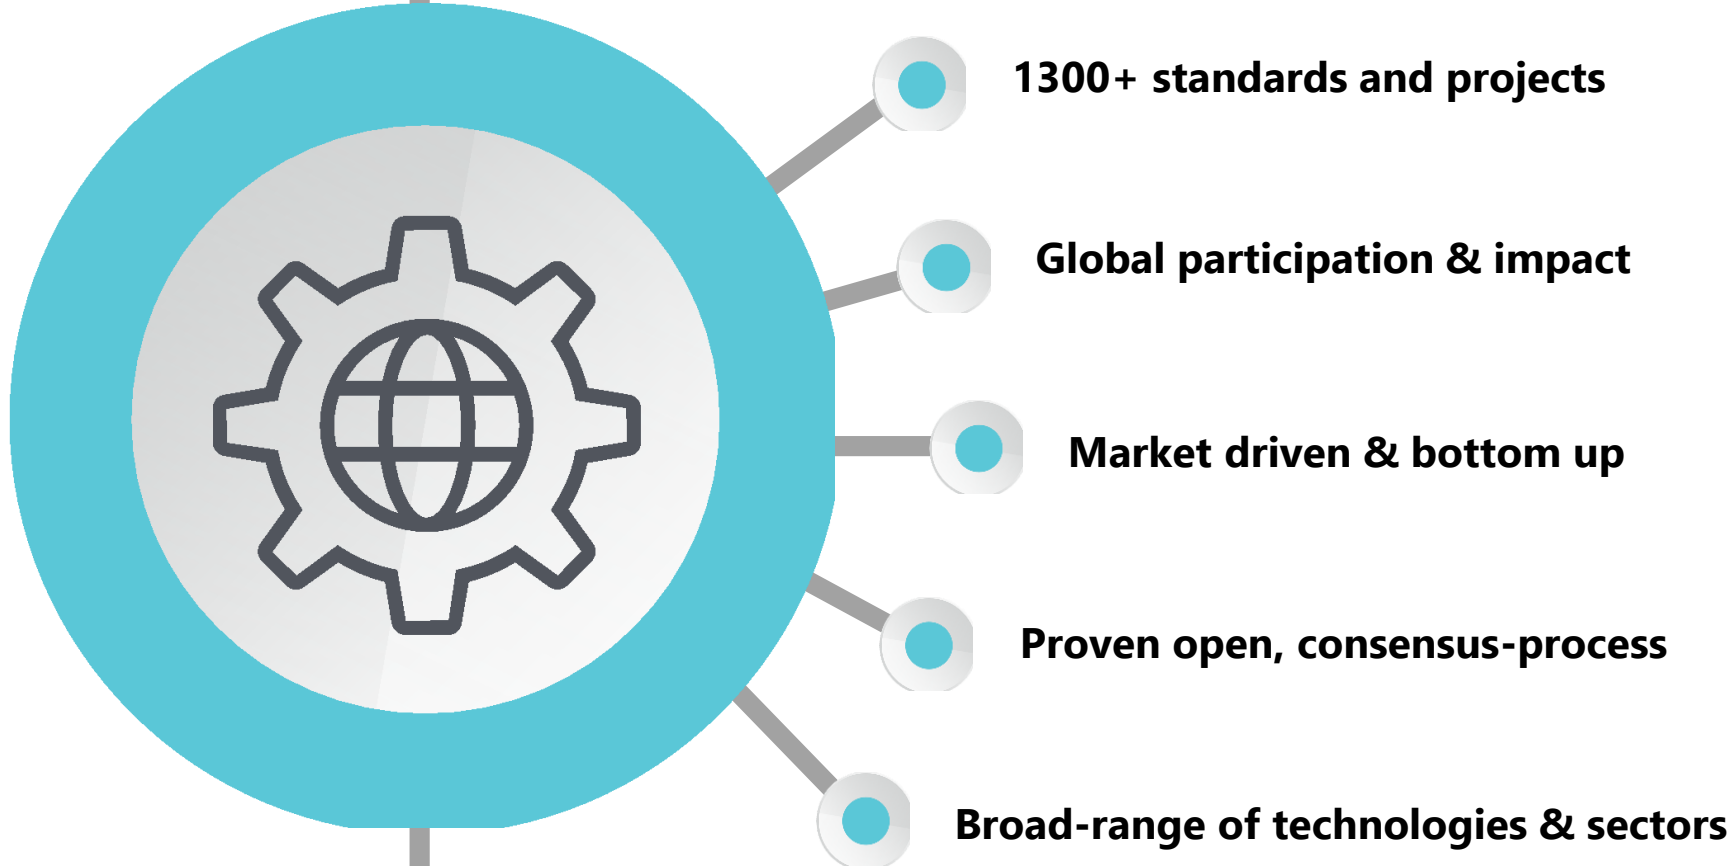 1300+ standards and projects
Global participation & impact
Market driven & bottom up
Proven open, consensus-process
Broad-range of technologies & sectors